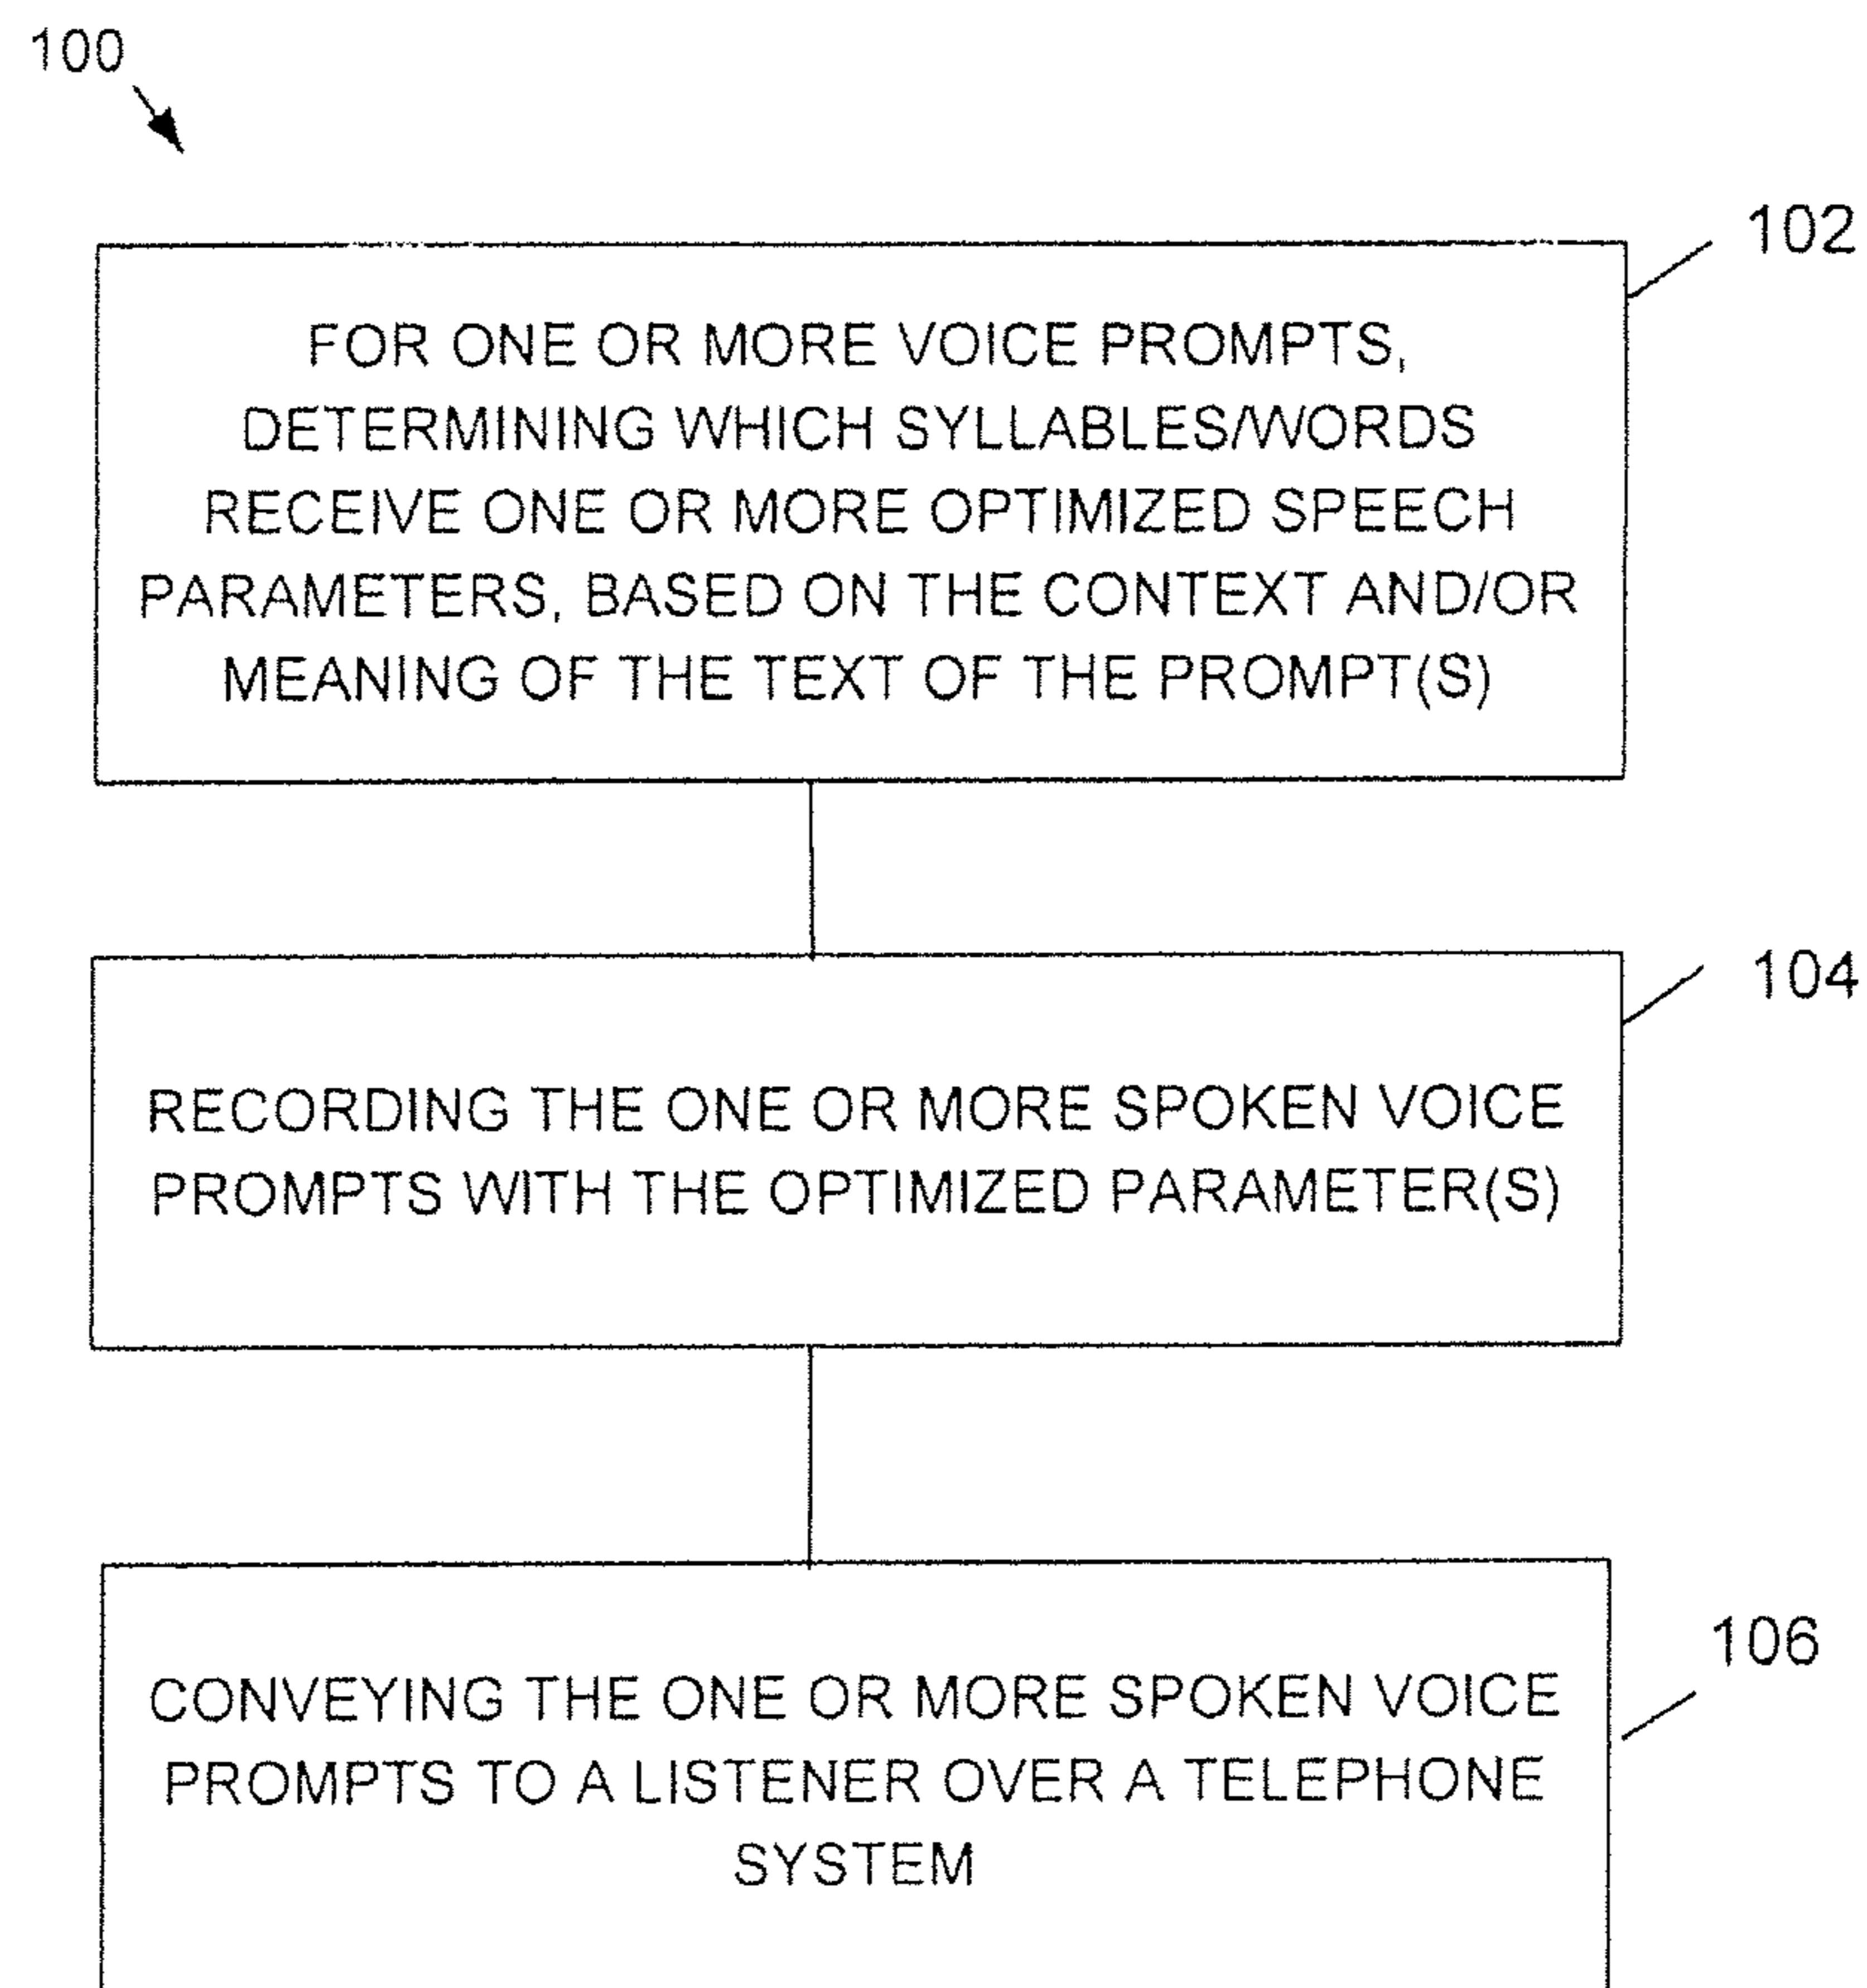 100
102
FOR ONE OR MORE VOICE PROMPTS,
DETERMINING WHICH SYLLABLES/WORDS
RECEIVE ONE OR MORE OPTIMIZED SPEECH
PARAMETERS, BASED ON THE CONTEXT AND/OR
MEANING OF THE TEXT OF THE PROMPT(S)
104
RECORDING THE ONE OR MORE SPOKEN VOICE
PROMPTS WITH THE OPTIMIZED PARAMETER(S)
106
CONVEYING THE ONE OR MORE SPOKEN VOICE
PROMPTS TO A LISTENER OVER A TELEPHONE
SYSTEM